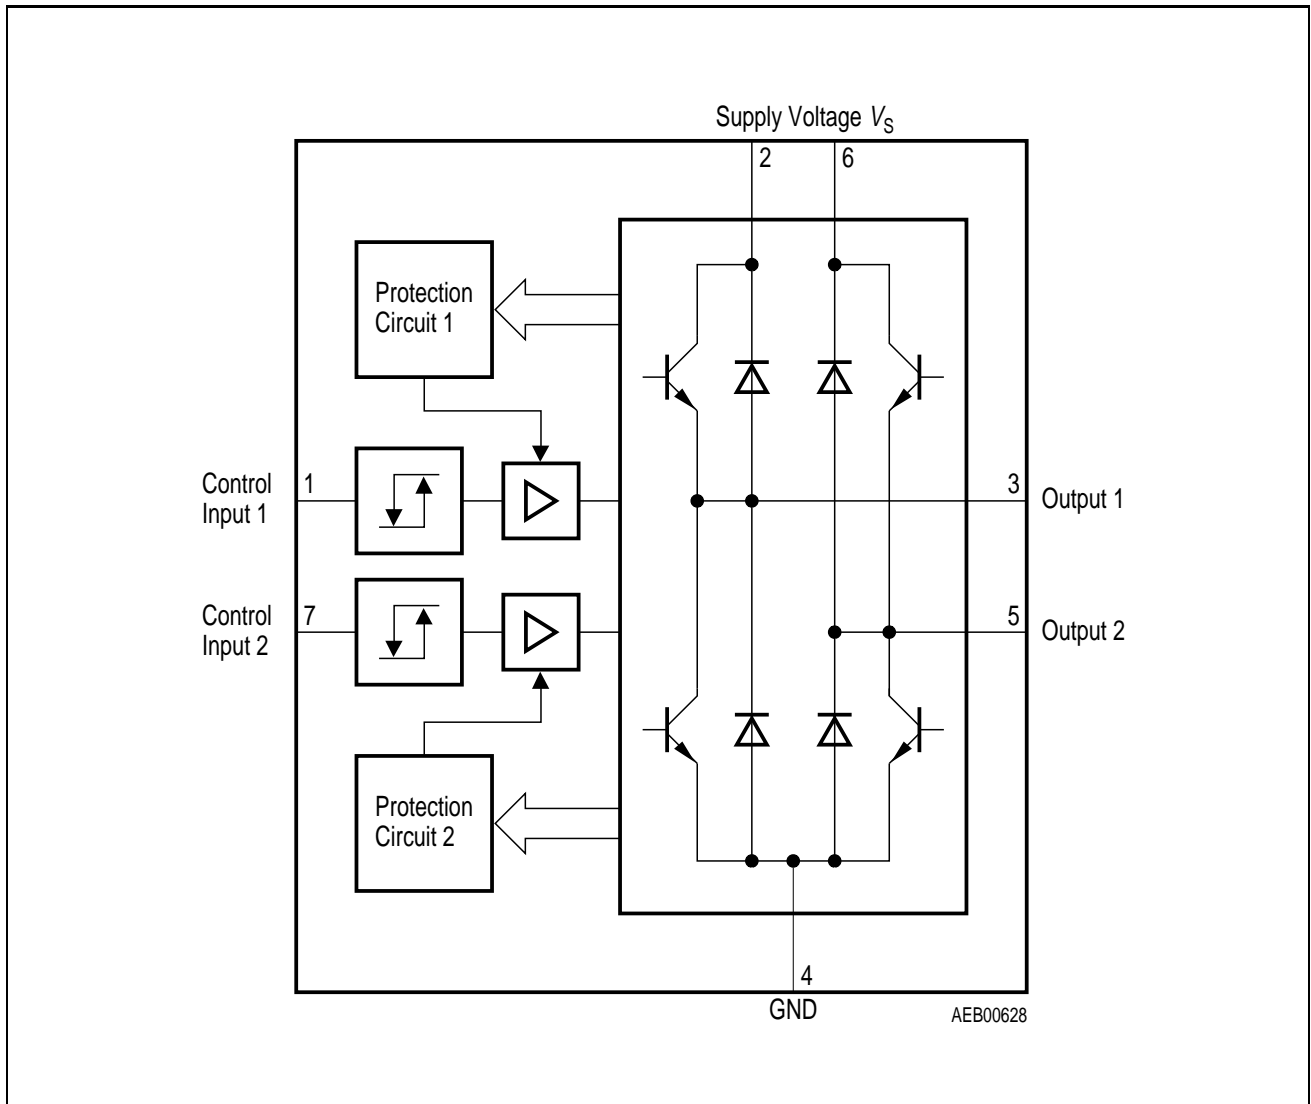 Supply Voltage VS
2
6
Protection
Circuit 1
Control
Input 1
1
3
Output 1
Control
Input 2
7
5
Output 2
Protection
Circuit 2
4
GND
AEB00628